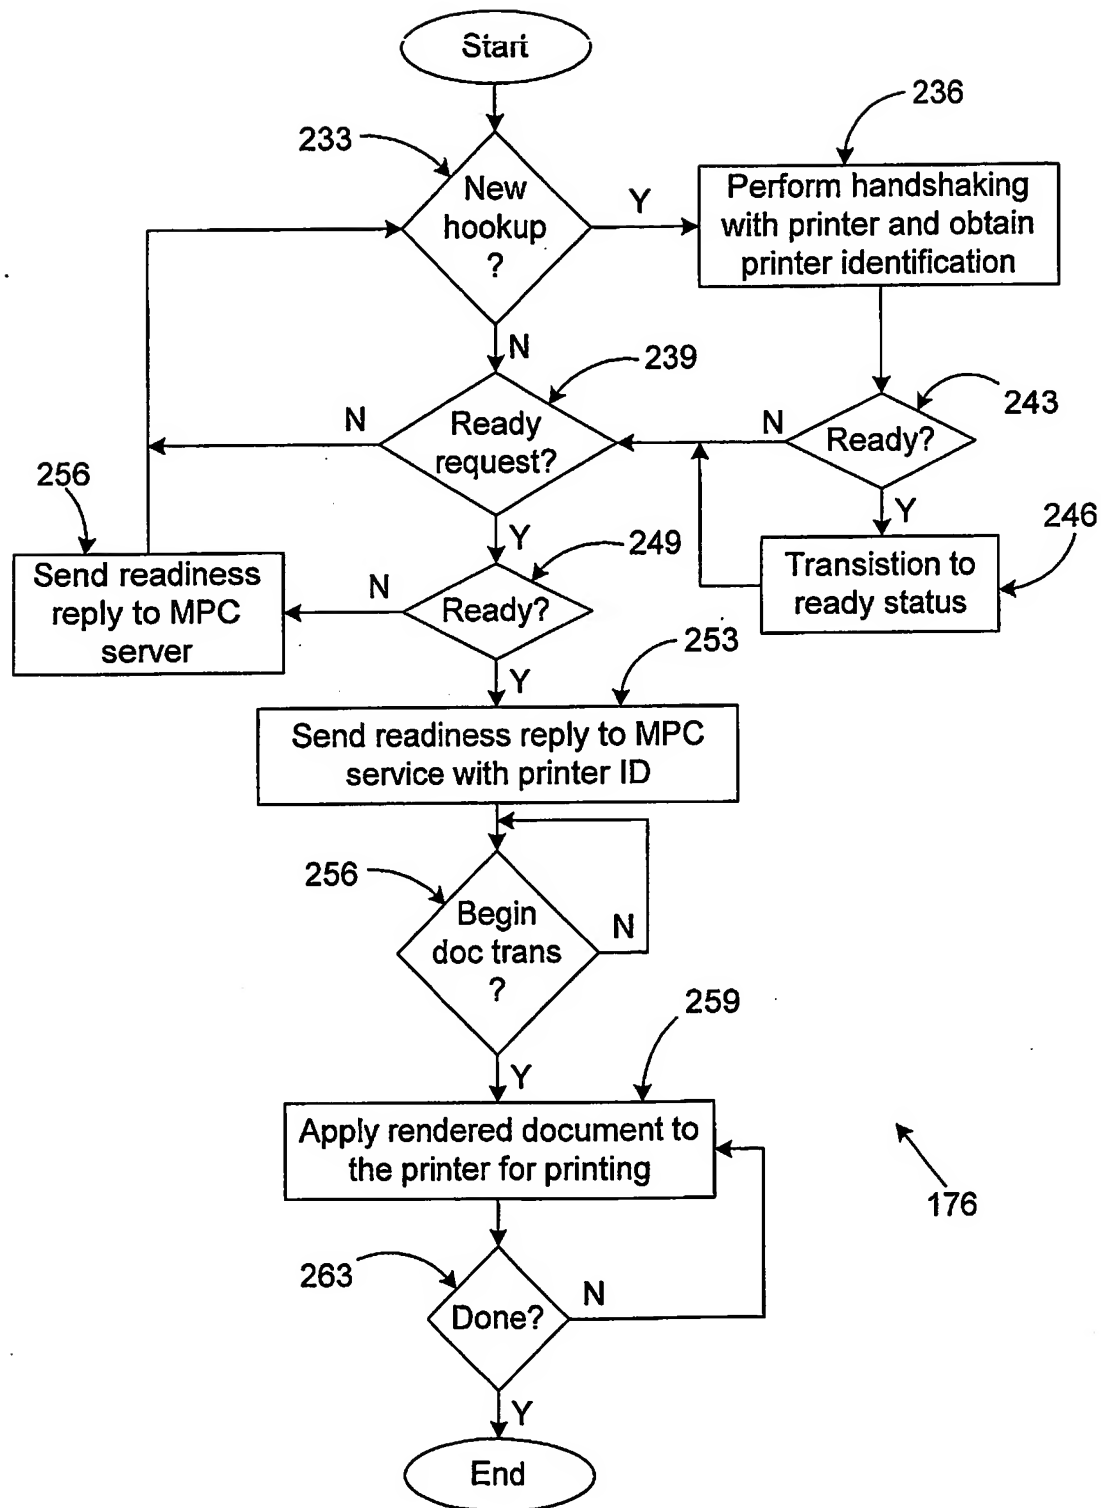 Start
236
233
New
hookup
?
Y
Perform handshaking
with printer and obtain
printer identification
N
239
243
N
Ready
request?
N
Ready?
256
Y
249
Y
246
Send readiness
reply to MPC
server
N
Ready?
Transistion to
ready status
253
Y
Send readiness reply to MPC
service with printer ID
256
Begin
doc trans
?
N
259
Y
Apply rendered document to
the printer for printing
176
263
Done?
N
Y
End